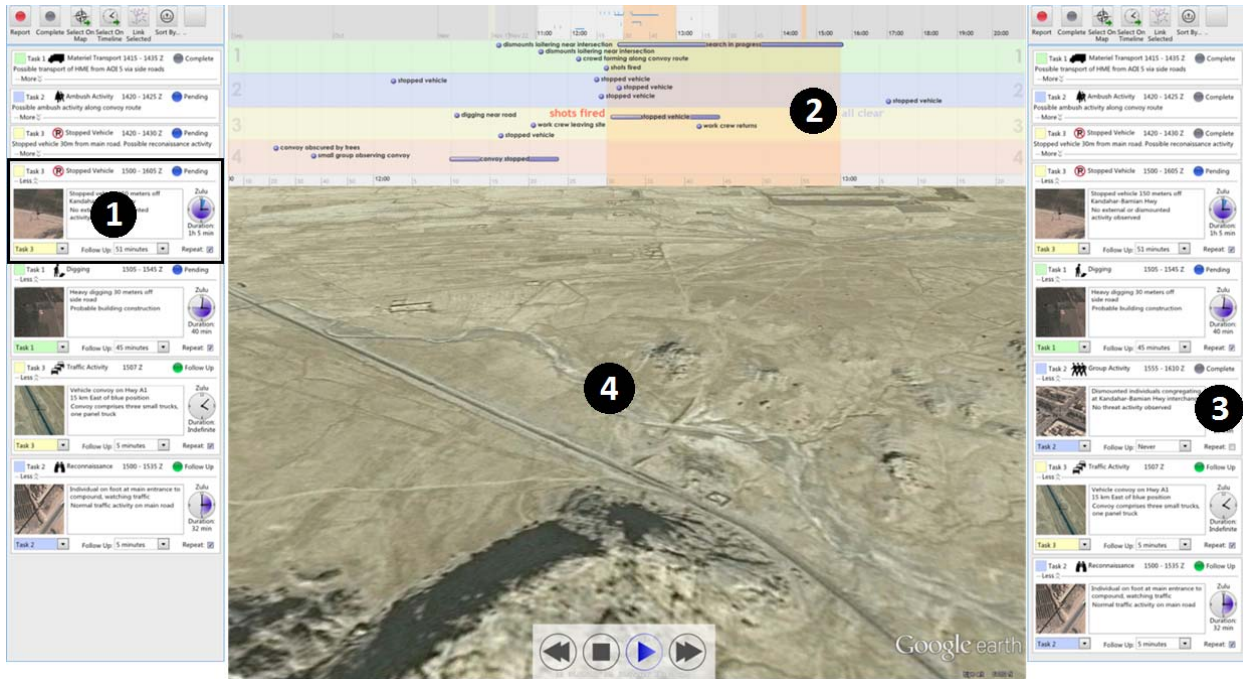 Report Complete Select On Map Select On Timeline Link Selected Sort By...
Task 1 Materiel Transport 1415 - 1435 Z Complete
Possible transport of HME from AOI 5 via side roads
More
Task 2 Ambush Activity 1420 - 1425 Z Pending
Possible ambush activity along convoy route
More
Task 3 Stopped Vehicle 1420 - 1430 Z Pending
Stopped vehicle 30m from main road. Possible reconaissance activity
More
Task 3 Stopped Vehicle 1500 - 1605 Z Pending
Less
Stopped meters off
Kandahar-
No
activity
Zulu
Duration:
1h 5 min
1
Task 3 Follow Up: 51 minutes Repeat:
Task 1 Digging 1505 - 1545 Z Pending
Less
Heavy digging 30 meters off
side road
Probable building construction
Zulu
Duration:
40 min
Task 1 Follow Up: 45 minutes Repeat:
Task 3 Traffic Activity 1507 Z Follow Up
Less
Vehicle convoy on Hwy A1
15 km East of blue position
Convoy comprises three small trucks,
one panel truck
Zulu
Duration:
Indefinite
Task 3 Follow Up: 5 minutes Repeat:
Task 2 Reconnaissance 1500 - 1535 Z Follow Up
Less
Individual on foot at main entrance to
compound, watching traffic
Normal traffic activity on main road
Zulu
Duration:
32 min
Task 2 Follow Up: 5 minutes Repeat:
11:00 12:00 13:00 14:00 15:00 16:00 17:00 18:00 19:00 20:00
1
dismounts loitering near intersection search in progress
dismounts loitering near intersection
crowd forming along convoy route
shots fired
1
2
stopped vehicle stopped vehicle
stopped vehicle
stopped vehicle
stopped vehicle
2
shots fired all clear
3
digging near road stopped vehicle
work crew leaving site work crew returns
stopped vehicle
3
4
convoy obscured by trees
small group observing convoy convoy stopped
4
12:00 13:00
2
4
Google earth
Report Complete Select On Map Select On Timeline Link Selected Sort By...
Task 1 Materiel Transport 1415 - 1435 Z Complete
Possible transport of HME from AOI 5 via side roads
More
Task 2 Ambush Activity 1420 - 1425 Z Complete
Possible ambush activity along convoy route
More
Task 3 Stopped Vehicle 1420 - 1430 Z Complete
Stopped vehicle 30m from main road. Possible reconaissance activity
More
Task 3 Stopped Vehicle 1500 - 1605 Z Pending
Less
Stopped vehicle 150 meters off
Kandahar-Bamian Hwy
No external or dismounted
activity observed
Zulu
Duration:
1h 5 min
Task 3 Follow Up: 51 minutes Repeat:
Task 1 Digging 1505 - 1545 Z Pending
Less
Heavy digging 30 meters off
side road
Probable building construction
Zulu
Duration:
40 min
Task 1 Follow Up: 45 minutes Repeat:
Task 2 Group Activity 1555 - 1610 Z Complete
Less
Dismounted individuals congregating
at Kandahar-Bamian Hwy interchange
No threat activity observed
3
Task 2 Follow Up: Never Repeat:
Task 3 Traffic Activity 1507 Z Follow Up
Less
Vehicle convoy on Hwy A1
15 km East of blue position
Convoy comprises three small trucks,
one panel truck
Zulu
Duration:
Indefinite
Task 3 Follow Up: 5 minutes Repeat:
Task 2 Reconnaissance 1500 - 1535 Z Follow Up
Less
Individual on foot at main entrance to
compound, watching traffic
Normal traffic activity on main road
Zulu
Duration:
32 min
Task 2 Follow Up: 5 minutes Repeat: